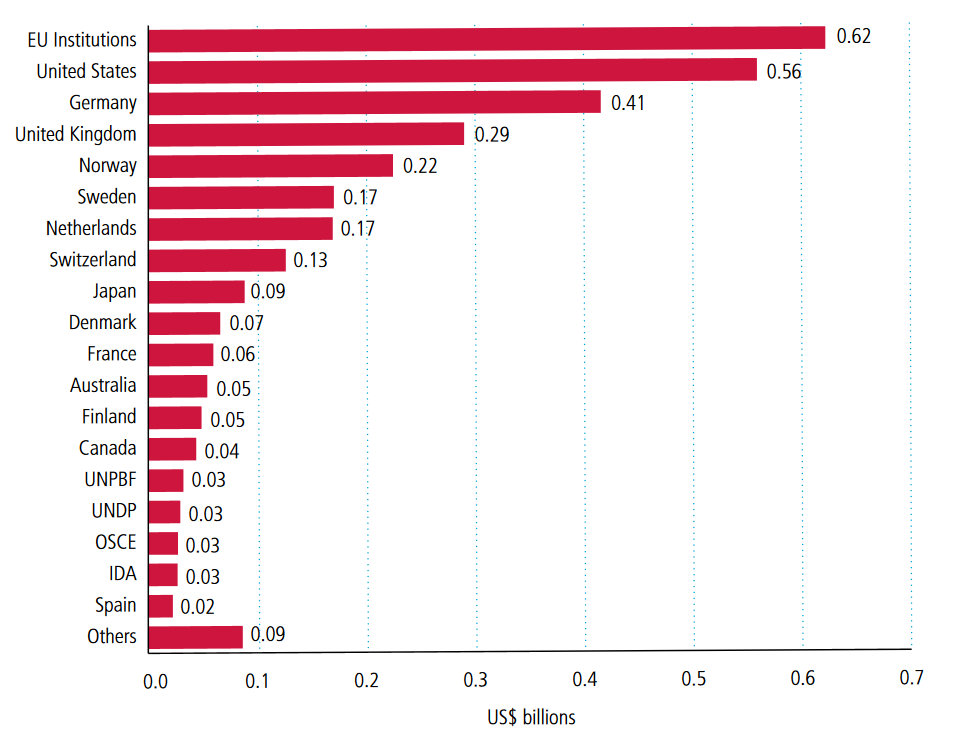 EU Institutions 0.62
United States 0.56
Germany 0.41
United Kingdom 0.29
Norway 0.22
Sweden 0.17
Netherlands 0.17
Switzerland 0.13
Japan 0.09
Denmark 0.07
France 0.06
Australia 0.05
Finland 0.05
Canada 0.04
UNPBF 0.03
UNDP 0.03
OSCE 0.03
IDA 0.03
Spain 0.02
Others 0.09
0.0 0.1 0.2 0.3 0.4 0.5 0.6 0.7
US$ billions